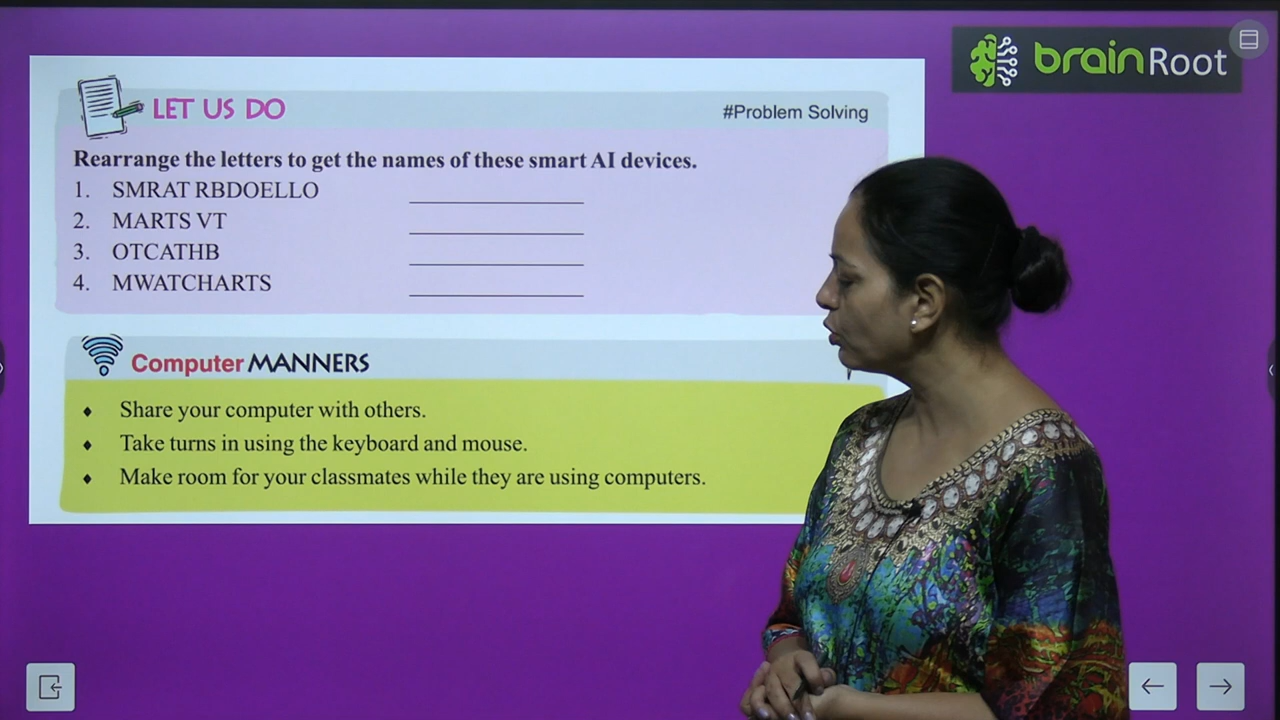 brainRoot
LET US DO
#Problem Solving
Rearrange the letters to get the names of these smart AI devices.
1. SMRAT RBDOELLO
2. MARTS VT
3. OTCATHB
4. MWATCHARTS
Computer MANNERS
♦ Share your computer with others.
♦ Take turns in using the keyboard and mouse.
♦ Make room for your classmates while they are using computers.